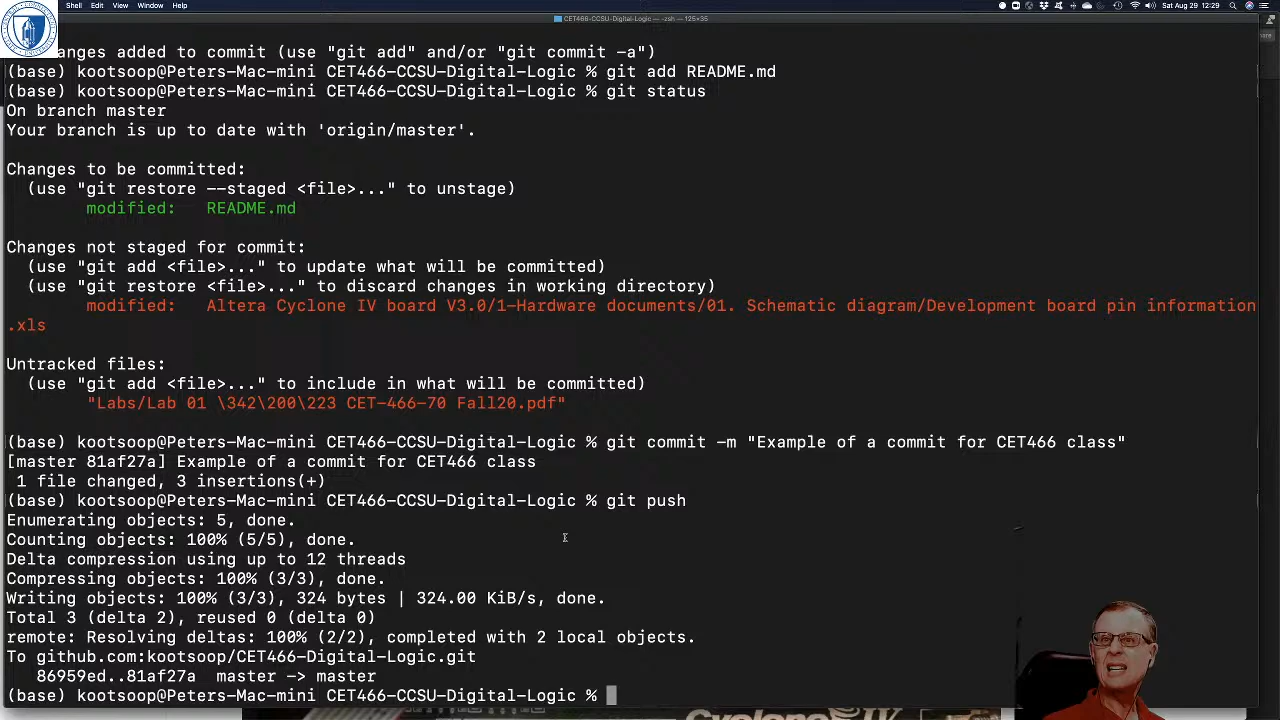 Shell Edit View Window Help
Sat Aug 29 12:29
CET466-CCSU-Digital-Logic — -zsh — 125×35
anges added to commit (use "git add" and/or "git commit -a")
(base) kootsoop@Peters-Mac-mini CET466-CCSU-Digital-Logic % git add README.md
(base) kootsoop@Peters-Mac-mini CET466-CCSU-Digital-Logic % git status
On branch master
Your branch is up to date with 'origin/master'.
Changes to be committed:
(use "git restore --staged <file>..." to unstage)
modified: README.md
Changes not staged for commit:
(use "git add <file>..." to update what will be committed)
(use "git restore <file>..." to discard changes in working directory)
modified: Altera Cyclone IV board V3.0/1-Hardware documents/01. Schematic diagram/Development board pin information
.xls
Untracked files:
(use "git add <file>..." to include in what will be committed)
"Labs/Lab 01 \342\200\223 CET-466-70 Fall20.pdf"
(base) kootsoop@Peters-Mac-mini CET466-CCSU-Digital-Logic % git commit -m "Example of a commit for CET466 class"
[master 81af27a] Example of a commit for CET466 class
1 file changed, 3 insertions(+)
(base) kootsoop@Peters-Mac-mini CET466-CCSU-Digital-Logic % git push
Enumerating objects: 5, done.
Counting objects: 100% (5/5), done.
Delta compression using up to 12 threads
Compressing objects: 100% (3/3), done.
Writing objects: 100% (3/3), 324 bytes | 324.00 KiB/s, done.
Total 3 (delta 2), reused 0 (delta 0)
remote: Resolving deltas: 100% (2/2), completed with 2 local objects.
To github.com:kootsoop/CET466-Digital-Logic.git
86959ed..81af27a master -> master
(base) kootsoop@Peters-Mac-mini CET466-CCSU-Digital-Logic %
Cyclone IV